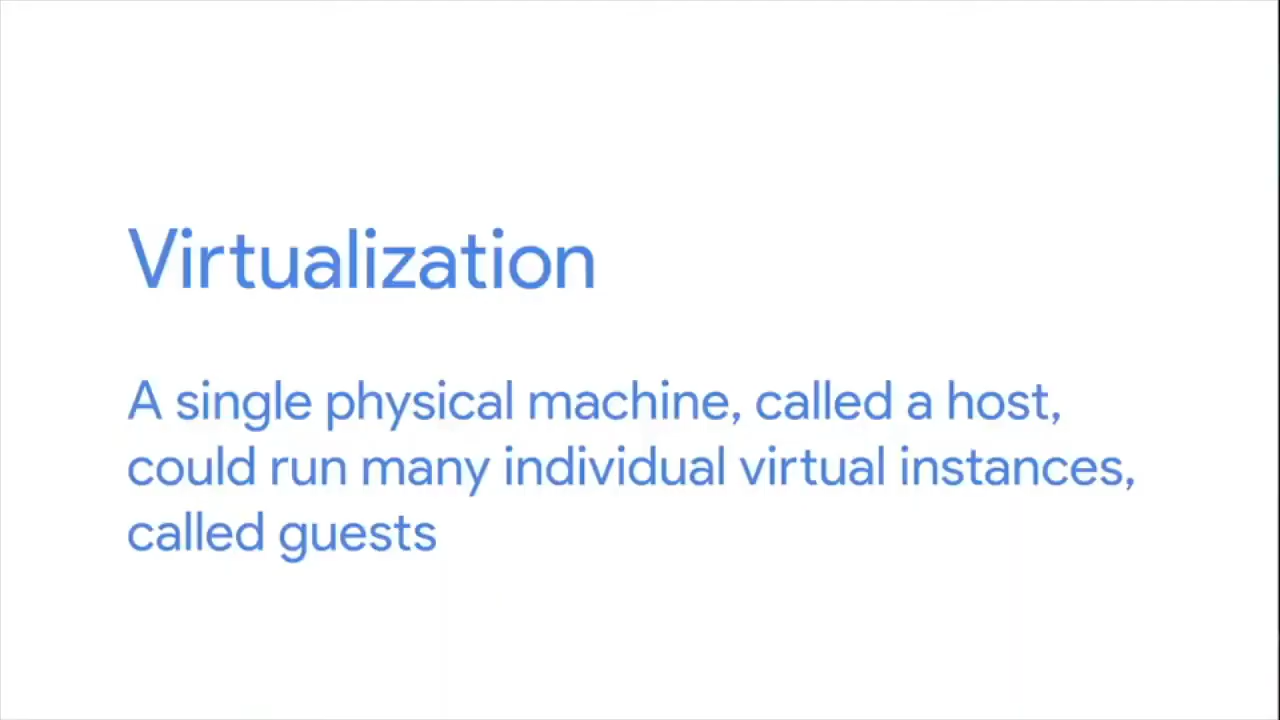 Virtualization
A single physical machine, called a host,
could run many individual virtual instances,
called guests